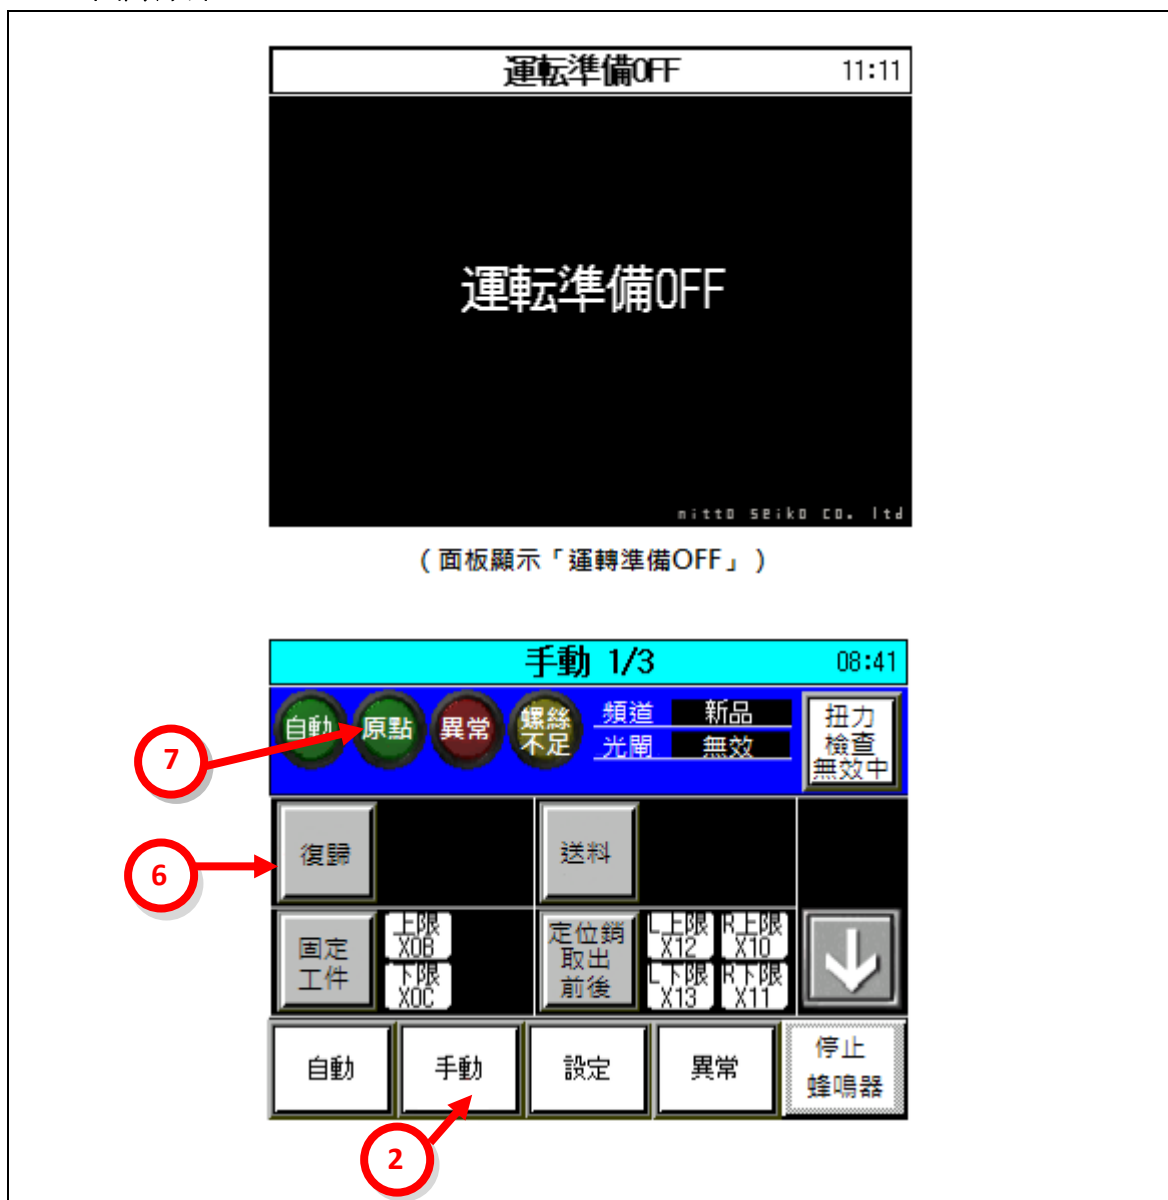 運転準備OFF 11:11
運転準備OFF
nitto seiko co. ltd
(面板顯示「運轉準備OFF」)
手動 1/3 08:41
自動 原點 異常 螺絲不足
頻道 新品
光閘 無效
扭力
檢查
無效中
7
復歸
送料
6
固定
工件
上限
X0B
下限
X0C
定位銷
取出
前後
L上限
X12
R上限
X10
L下限
X13
R下限
X11
自動
手動
設定
異常
停止
蜂鳴器
2